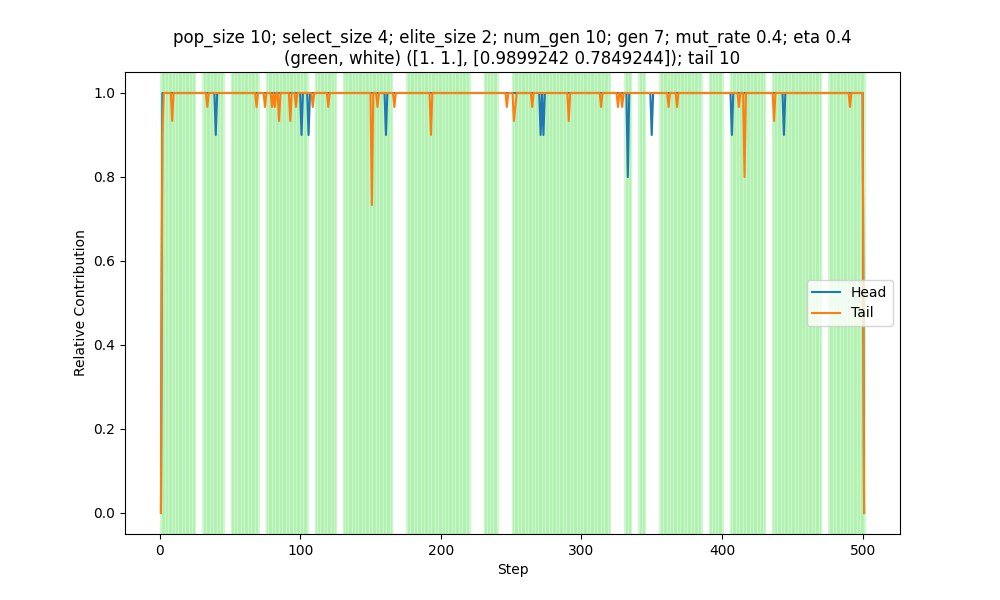 pop_size 10; select_size 4; elite_size 2; num_gen 10; gen 7; mut_rate 0.4; eta 0.4
(green, white) ([1. 1.], [0.9899242 0.7849244]); tail 10
1.0
0.8
0.6
0.4
0.2
0.0
Relative Contribution
Head
Tail
0
100
200
300
400
500
Step